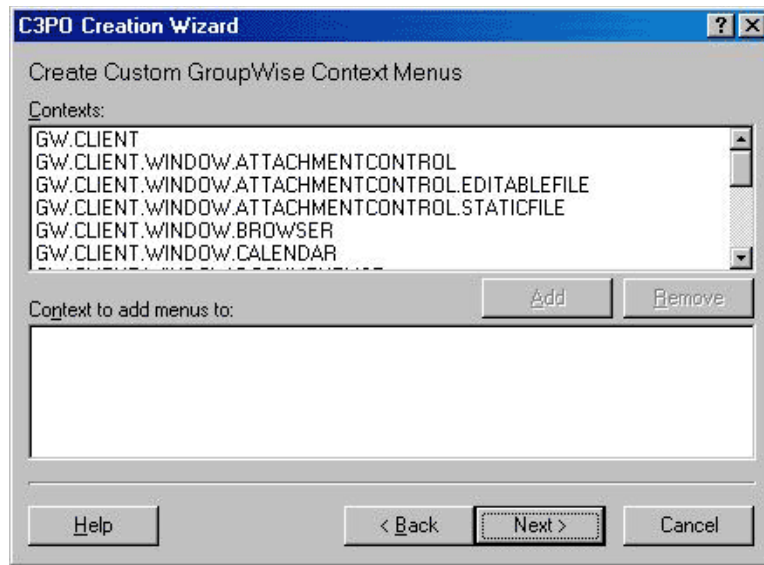 C3PO Creation Wizard
Create Custom GroupWise Context Menus
Contexts:
GW.CLIENT
GW.CLIENT.WINDOW.ATTACHMENTCONTROL
GW.CLIENT.WINDOW.ATTACHMENTCONTROL.EDITABLEFILE
GW.CLIENT.WINDOW.ATTACHMENTCONTROL.STATICFILE
GW.CLIENT.WINDOW.BROWSER
GW.CLIENT.WINDOW.CALENDAR
Add Remove
Context to add menus to:
Help < Back Next > Cancel